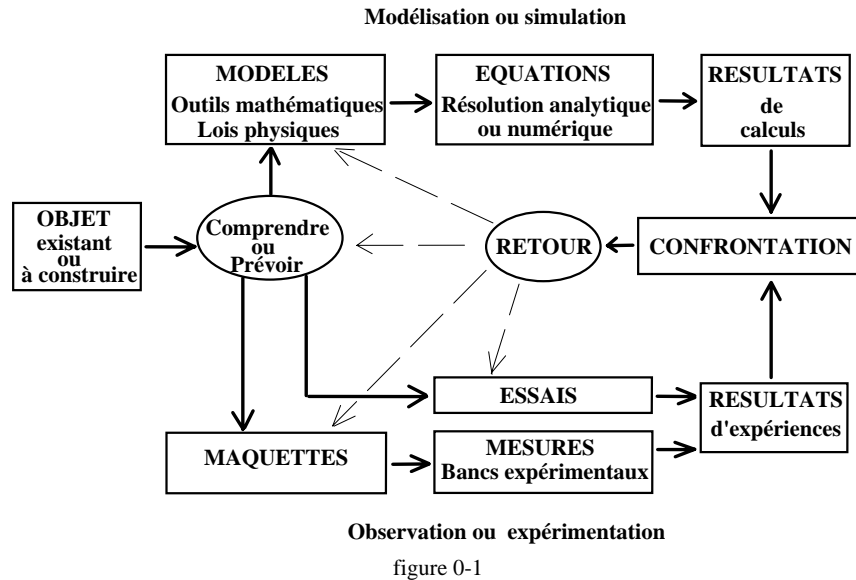 Modélisation ou simulation
MODELES
Outils mathématiques
Lois physiques
EQUATIONS
Résolution analytique
ou numérique
RESULTATS
de
calculs
OBJET
existant
ou
à construire
Comprendre
ou
Prévoir
RETOUR
CONFRONTATION
ESSAIS
RESULTATS
d'expériences
MAQUETTES
MESURES
Bancs expérimentaux
Observation ou expérimentation
figure 0-1